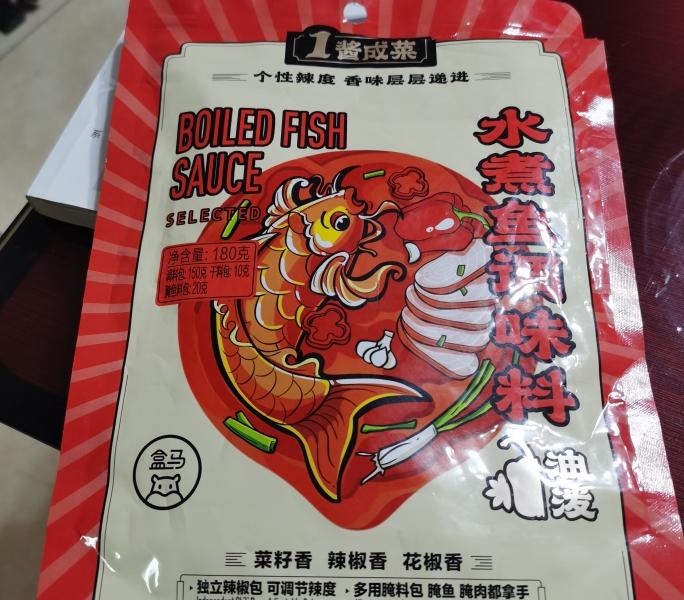 1酱成菜
个性辣度 香味层层递进
BOILED FISH
SAUCE
SELECTED
净含量: 180克
调料包: 150克 干料包: 10克
腌鱼料包: 20克
水煮鱼调味料
油泼
盒马
菜籽香 辣椒香 花椒香
独立辣椒包 可调节辣度 多用腌料包 腌鱼 腌肉都拿手
系